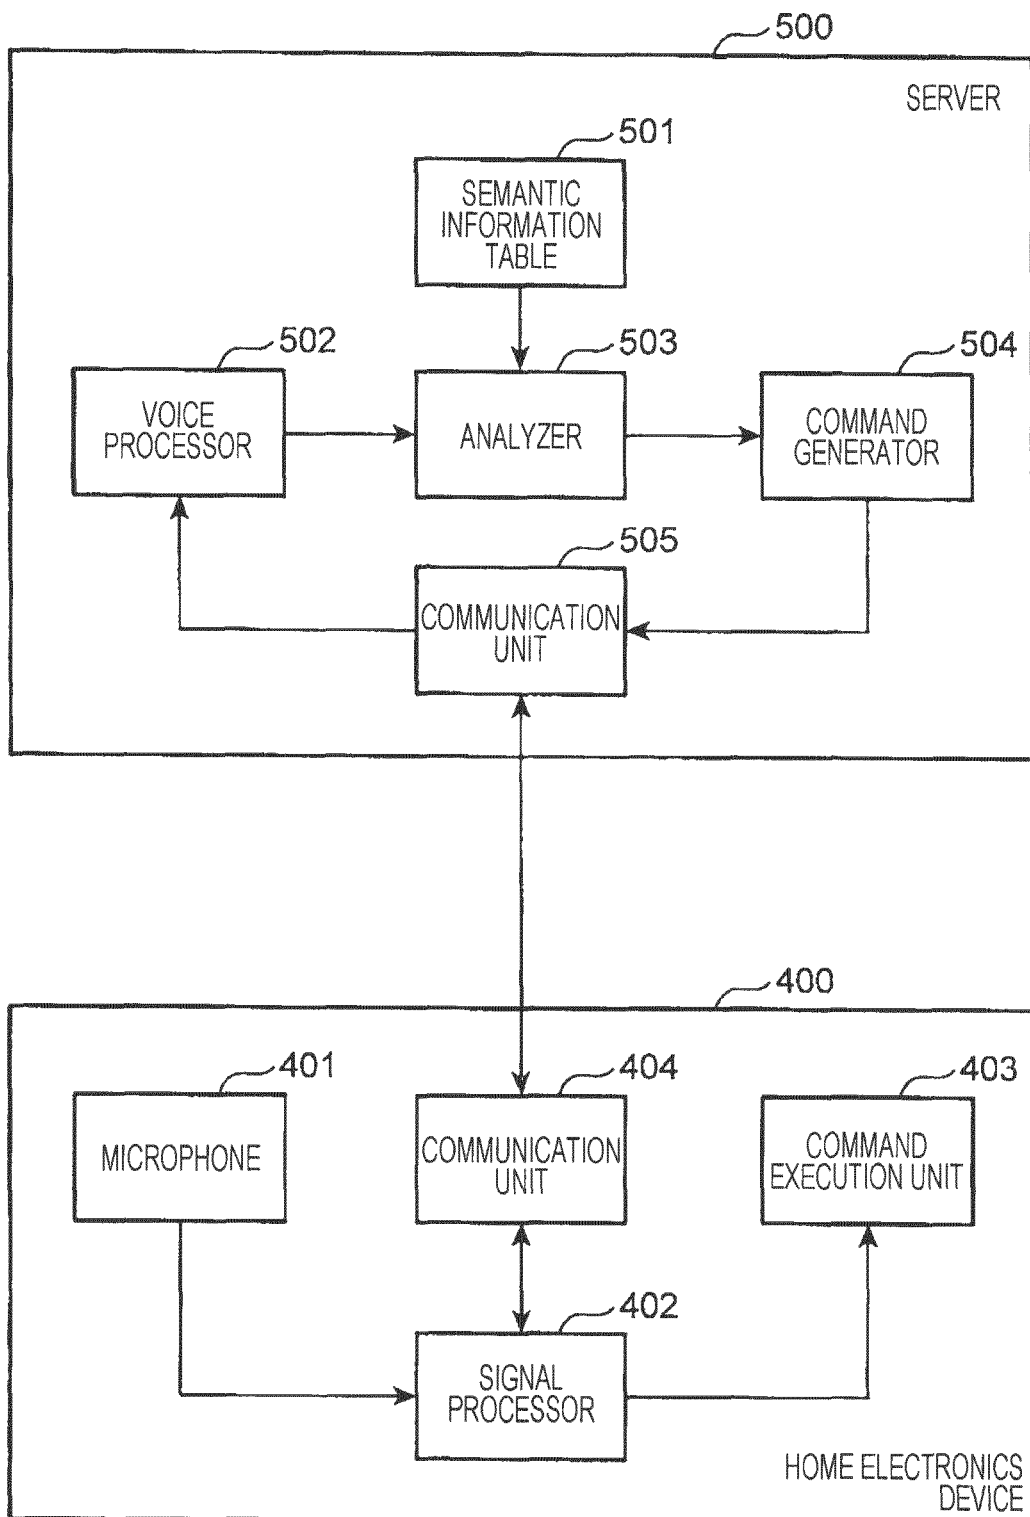 500
SERVER
501
SEMANTIC
INFORMATION
TABLE
502
VOICE
PROCESSOR
503
ANALYZER
504
COMMAND
GENERATOR
505
COMMUNICATION
UNIT
400
401
MICROPHONE
404
COMMUNICATION
UNIT
403
COMMAND
EXECUTION UNIT
402
SIGNAL
PROCESSOR
HOME ELECTRONICS
DEVICE